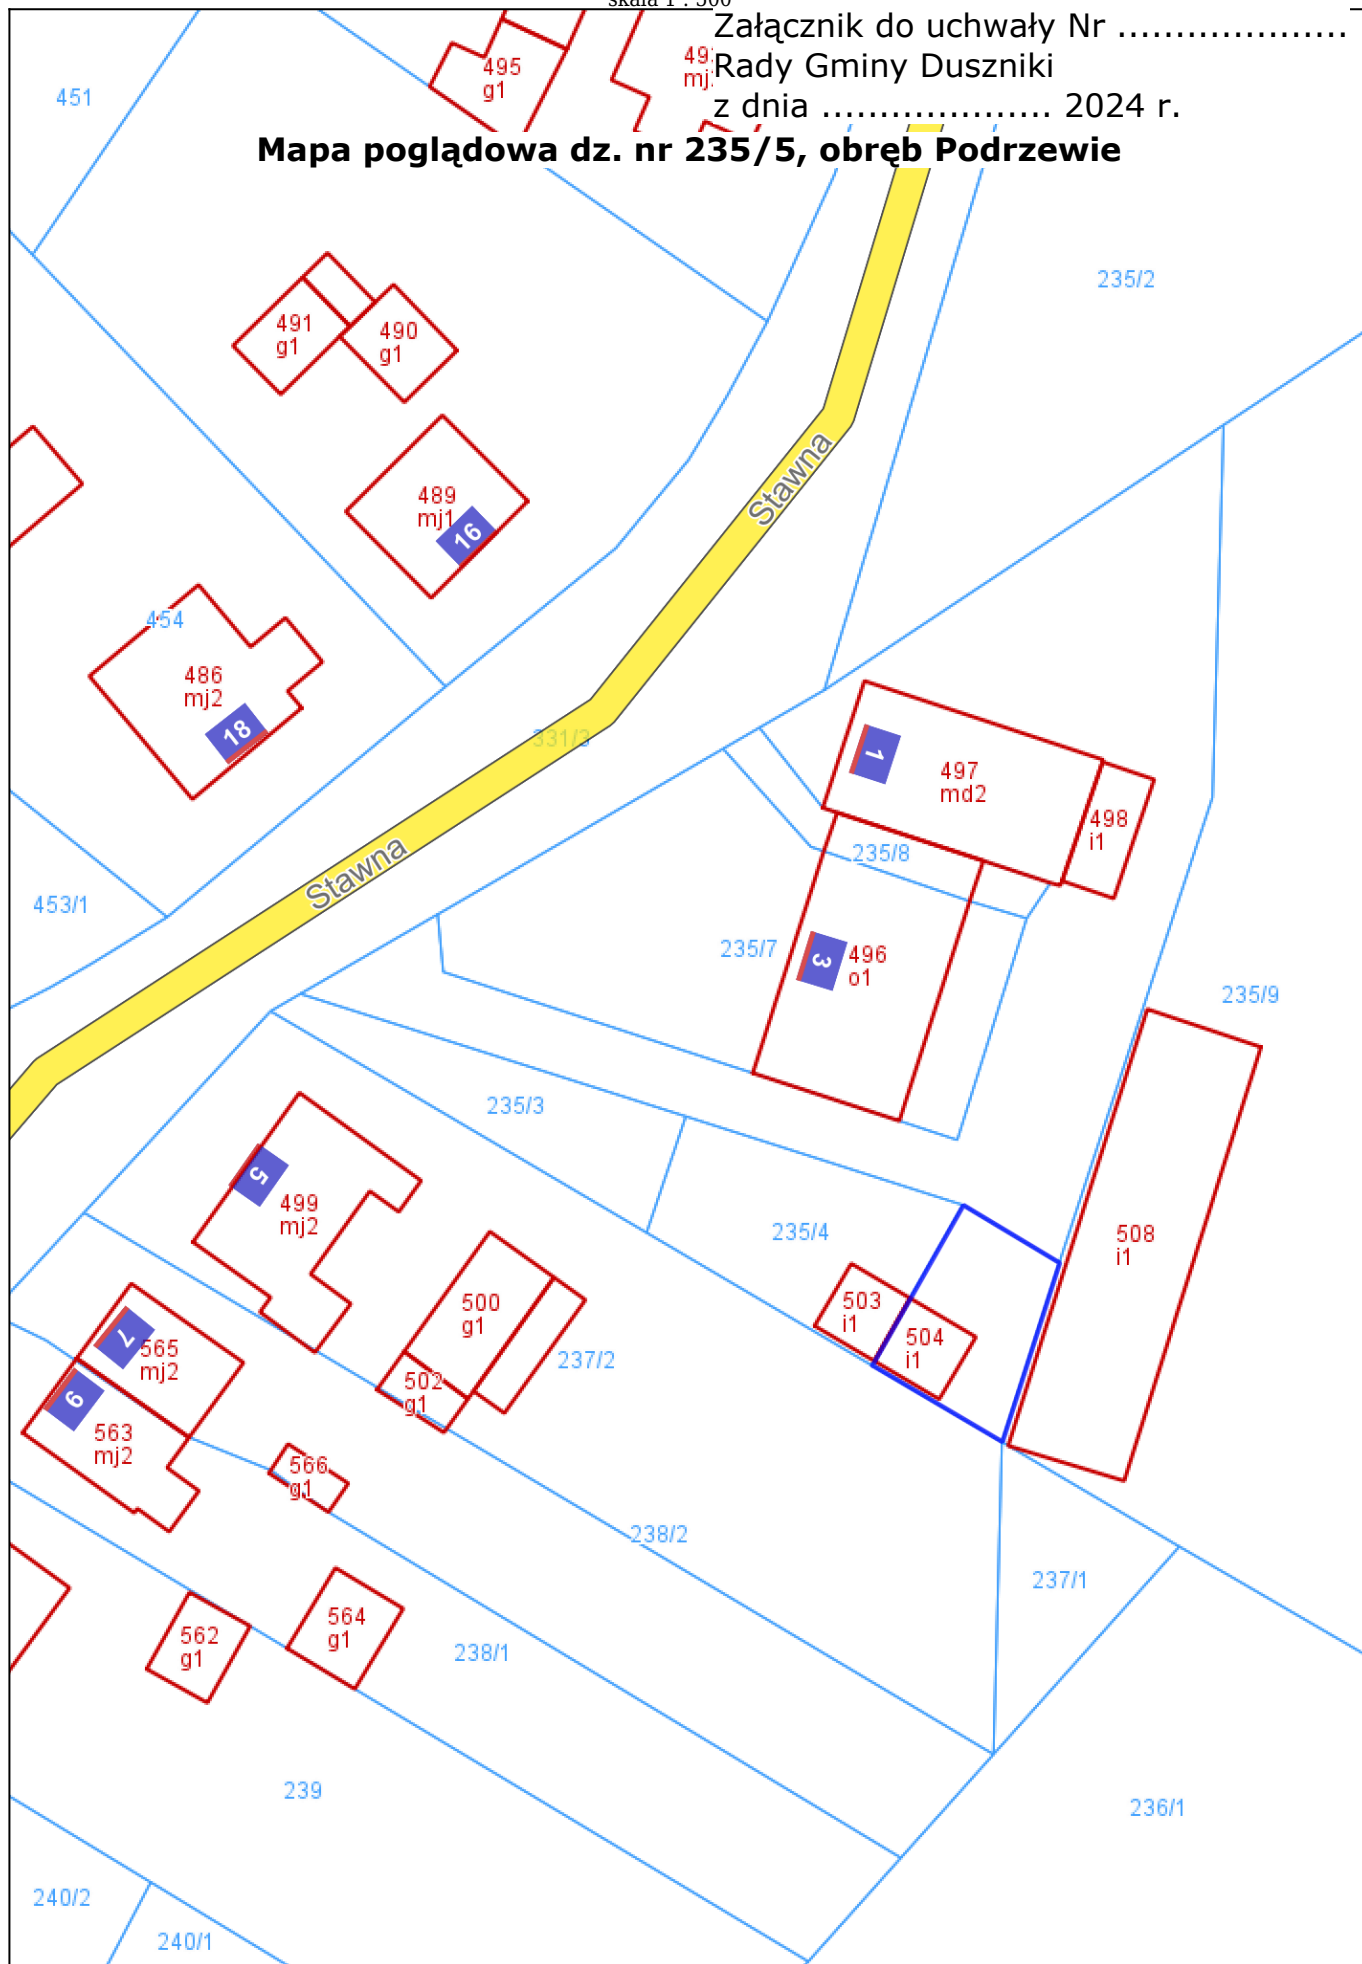 skala 1 : 500
Załącznik do uchwały Nr ....................
Rady Gminy Duszniki
z dnia .................... 2024 r.
Mapa poglądowa dz. nr 235/5, obręb Podrzewie
495
g1
451
235/2
491
g1
490
g1
Stawna
489
mj1
16
454
486
mj2
18
331/3
1
497
md2
498
i1
235/8
Stawna
453/1
235/7
3
496
o1
235/9
235/3
5
499
mj2
235/4
508
i1
503
i1
504
i1
500
g1
7
565
mj2
237/2
502
g1
9
563
mj2
566
g1
238/2
237/1
564
g1
562
g1
238/1
239
236/1
240/2
240/1